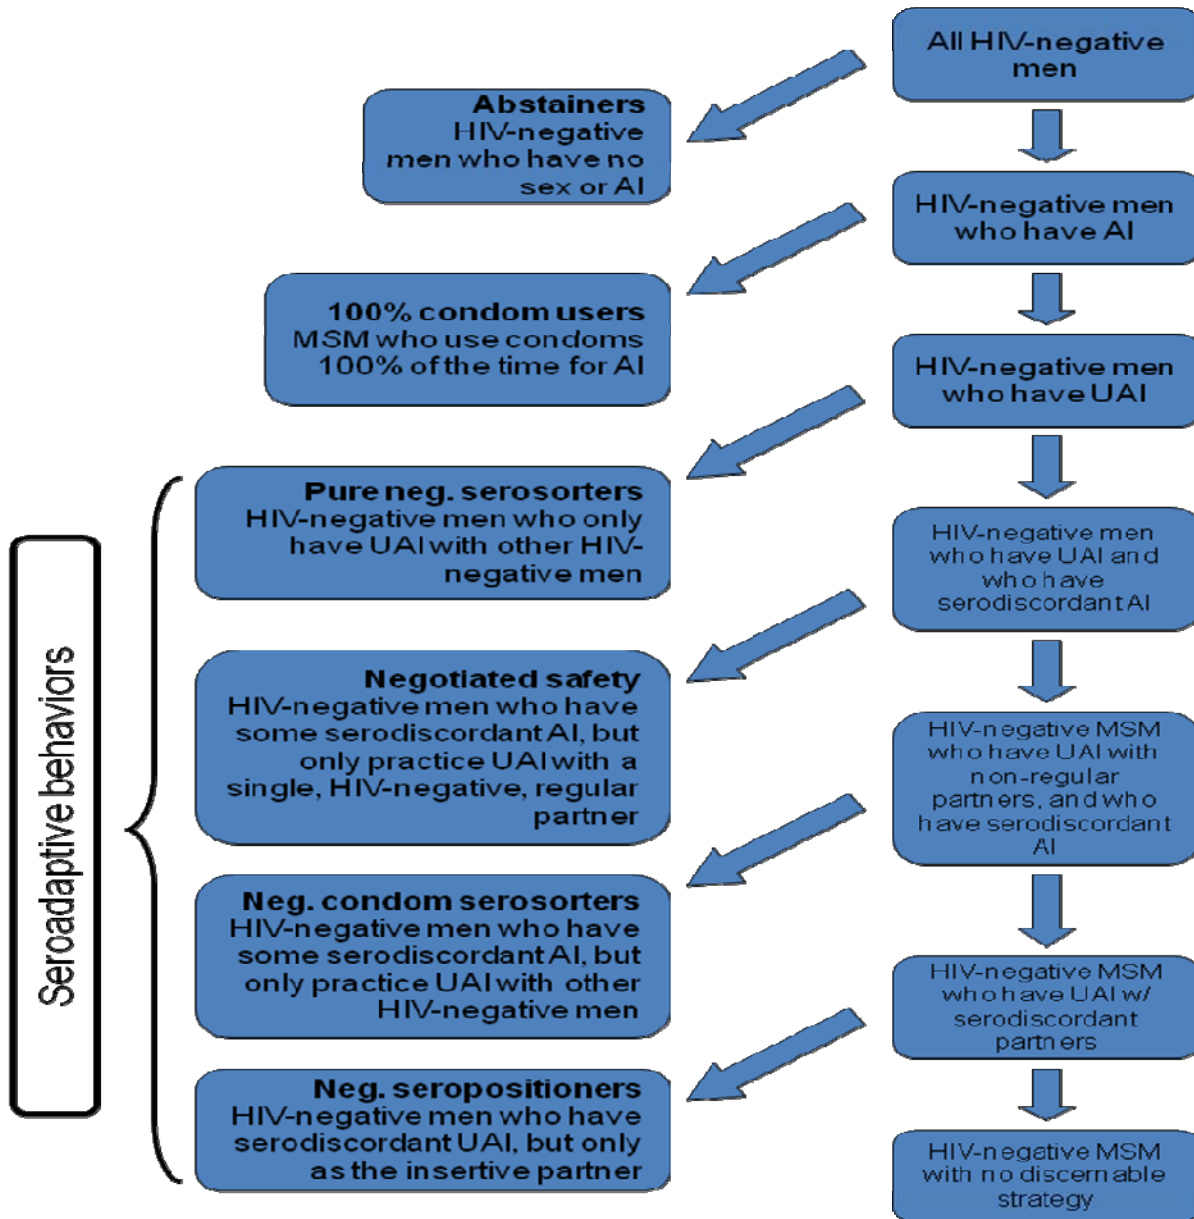 All HIV-negative
men
Abstainers
HIV-negative
men who have no
sex or AI
HIV-negative men
who have AI
100% condom users
MSM who use condoms
100% of the time for AI
HIV-negative men
who have UAI
Pure neg. serosorters
HIV-negative men who only
have UAI with other HIV-
negative men
HIV-negative men
who have UAI and
who have
serodiscordant AI
Negotiated safety
HIV-negative men who have
some serodiscordant AI, but
only practice UAI with a
single, HIV-negative, regular
partner
HIV-negative MSM
who have UAI with
non-regular
partners, and who
have serodiscordant
AI
Neg. condom serosorters
HIV-negative men who have
some serodiscordant AI, but
only practice UAI with other
HIV-negative men
HIV-negative MSM
who have UAI w/
serodiscordant
partners
Neg. seropositioners
HIV-negative men who have
serodiscordant UAI, but only
as the insertive partner
HIV-negative MSM
with no discernable
strategy
Seroadaptive behaviors